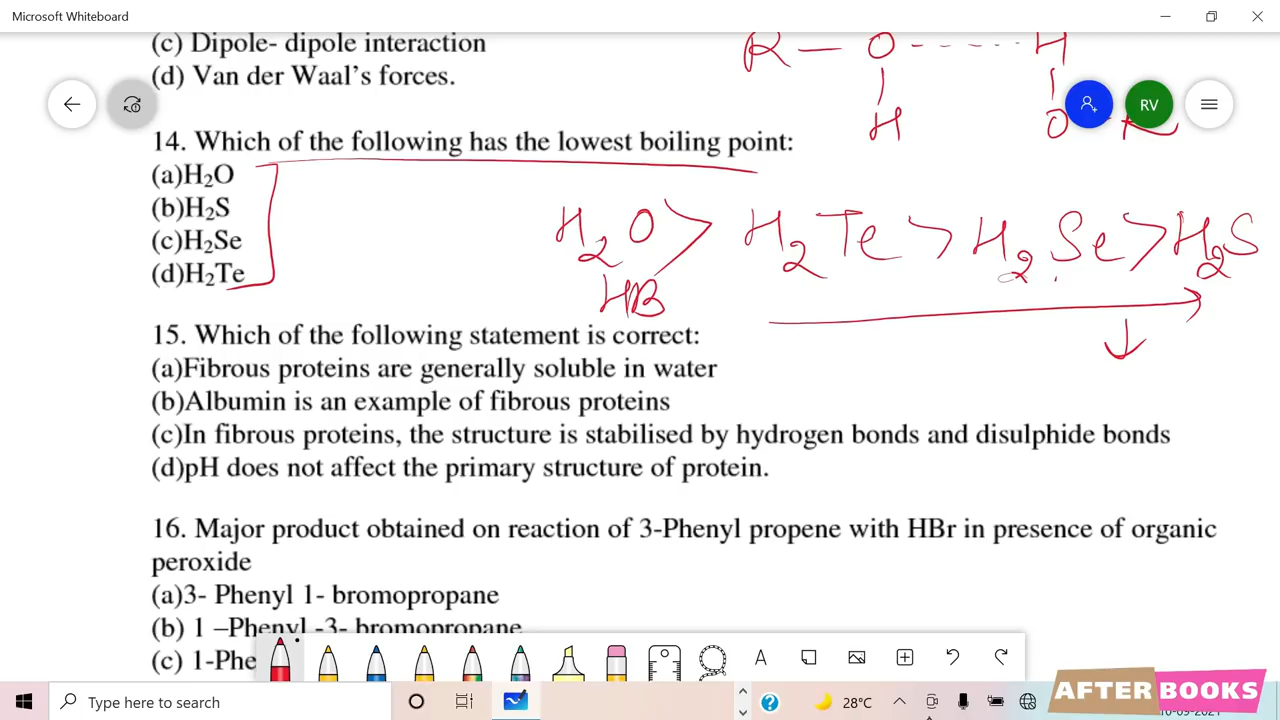 Microsoft Whiteboard
(c) Dipole- dipole interaction
(d) Van der Waal's forces.
R — O ----- H
H
O - R
RV
14. Which of the following has the lowest boiling point:
(a)H₂O
(b)H₂S
(c)H₂Se
(d)H₂Te
H₂O > H₂Te > H₂Se > H₂S
HB
15. Which of the following statement is correct:
(a)Fibrous proteins are generally soluble in water
(b)Albumin is an example of fibrous proteins
(c)In fibrous proteins, the structure is stabilised by hydrogen bonds and disulphide bonds
(d)pH does not affect the primary structure of protein.
16. Major product obtained on reaction of 3-Phenyl propene with HBr in presence of organic
peroxide
(a)3- Phenyl 1- bromopropane
(b) 1 –Phenyl -3- bromopropane
(c) 1-Phe
A
Type here to search
28°C
AFTERBOOKS
10-09-2021